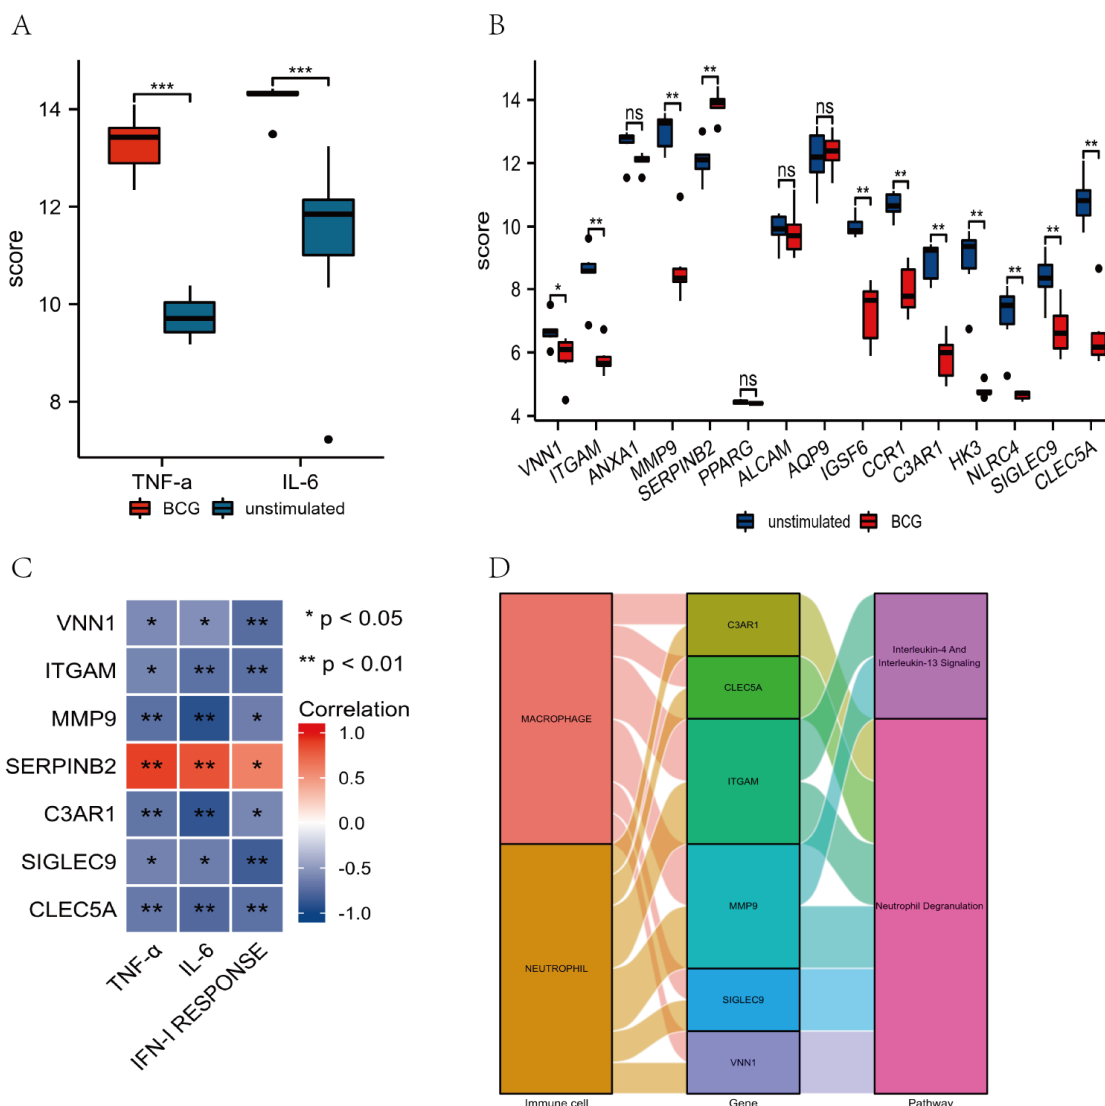 A
score
14
12
10
8
***
***
TNF-a
IL-6
BCG
unstimulated
B
score
14
12
10
8
6
4
*
**
ns
**
**
ns
ns
ns
**
**
**
**
**
**
**
VNN1
ITGAM
ANXA1
MMP9
SERPINB2
PPARG
ALCAM
AQP9
IGSF6
CCR1
C3AR1
HK3
NLRC4
SIGLEC9
CLEC5A
unstimulated
BCG
C
VNN1 * * **
ITGAM * ** **
MMP9 ** ** *
SERPINB2 ** ** *
C3AR1 ** ** *
SIGLEC9 * * **
CLEC5A ** ** **
TNF-α
IL-6
IFN-I RESPONSE
* p < 0.05
** p < 0.01
Correlation
1.0
0.5
0.0
-0.5
-1.0
D
MACROPHAGE
NEUTROPHIL
C3AR1
CLEC5A
ITGAM
MMP9
SIGLEC9
VNN1
Interleukin-4 And
Interleukin-13 Signaling
Neutrophil Degranulation
Immune cell
Gene
Pathway